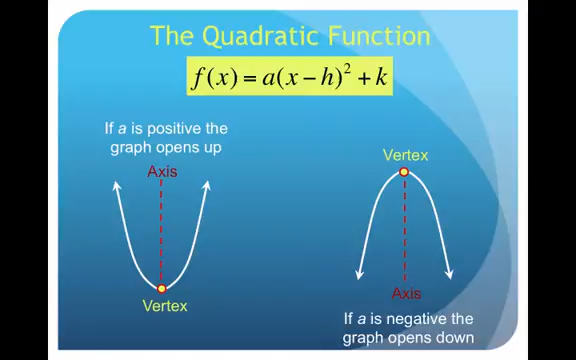 The Quadratic Function
f(x) = a(x − h)² + k
If a is positive the
graph opens up
Axis
Vertex
Vertex
Axis
If a is negative the
graph opens down